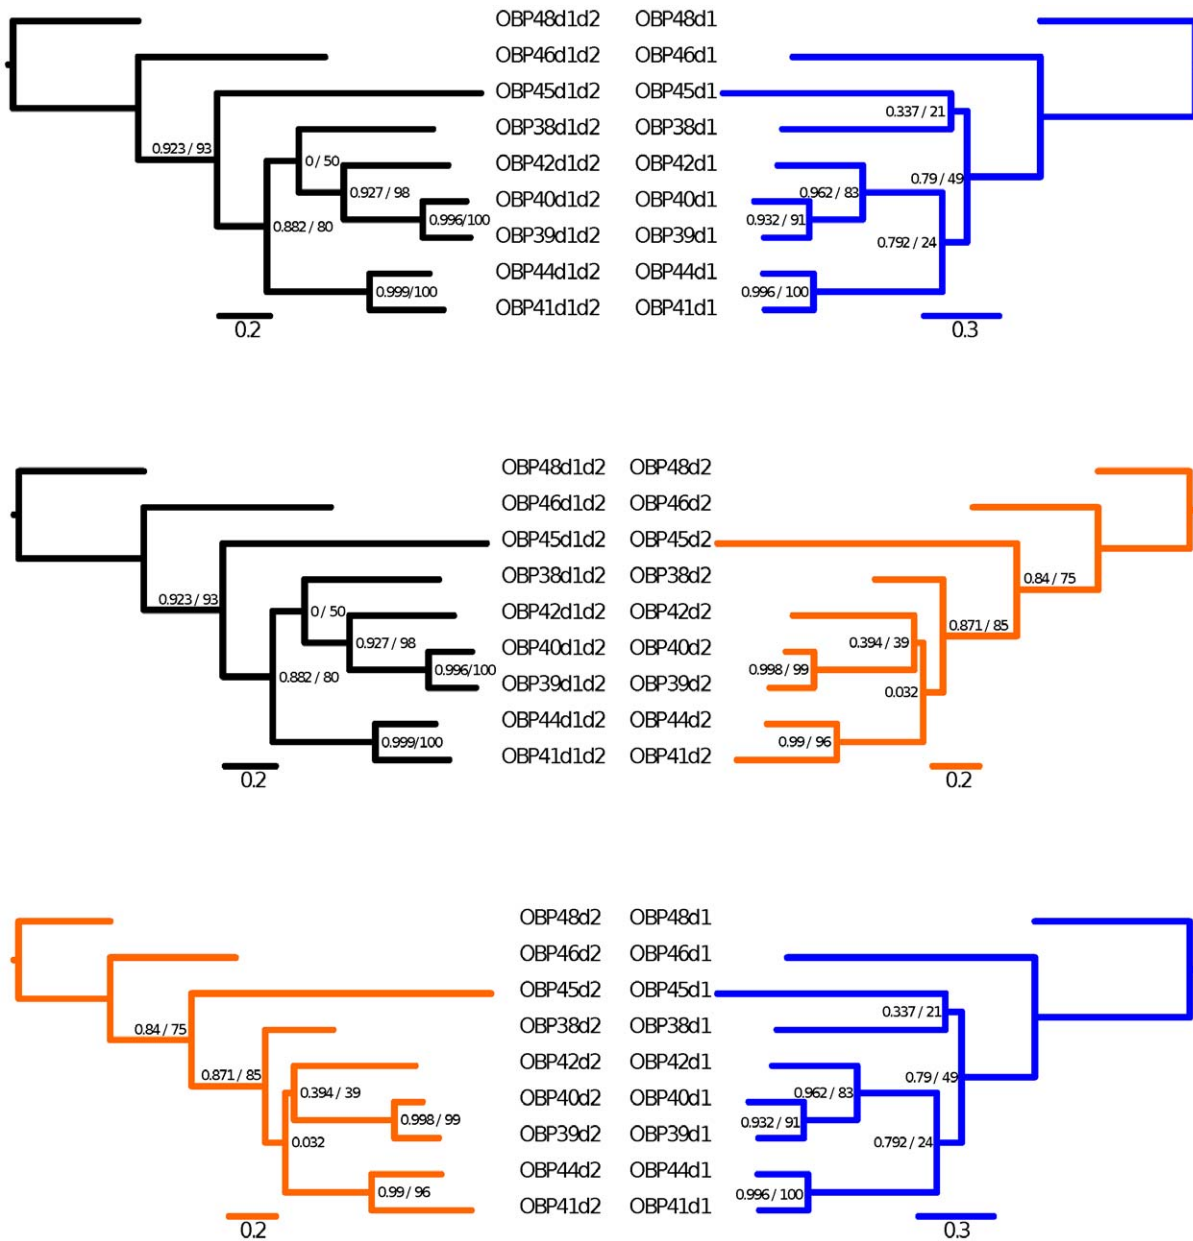 OBP48d1d2 OBP48d1
OBP46d1d2 OBP46d1
OBP45d1d2 OBP45d1
0.337 / 21
OBP38d1d2 OBP38d1
0.923 / 93
0 / 50
OBP42d1d2 OBP42d1
0.79 / 49
0.927 / 98
0.962 / 83
OBP40d1d2 OBP40d1
0.996/100
0.932 / 91
0.882 / 80
OBP39d1d2 OBP39d1
0.792 / 24
OBP44d1d2 OBP44d1
0.999/100
0.996 / 100
OBP41d1d2 OBP41d1
0.2 0.3
OBP48d1d2 OBP48d2
OBP46d1d2 OBP46d2
OBP45d1d2 OBP45d2
OBP38d1d2 OBP38d2
0.84 / 75
0.923 / 93
0 / 50
OBP42d1d2 OBP42d2
0.871 / 85
0.927 / 98
0.394 / 39
OBP40d1d2 OBP40d2
0.996/100
0.998 / 99
0.882 / 80
OBP39d1d2 OBP39d2
0.032
OBP44d1d2 OBP44d2
0.999/100
0.99 / 96
OBP41d1d2 OBP41d2
0.2 0.2
OBP48d2 OBP48d1
OBP46d2 OBP46d1
OBP45d2 OBP45d1
0.337 / 21
0.84 / 75
OBP38d2 OBP38d1
OBP42d2 OBP42d1
0.871 / 85
0.79 / 49
0.394 / 39
0.962 / 83
OBP40d2 OBP40d1
0.998 / 99
0.932 / 91
OBP39d2 OBP39d1
0.032
0.792 / 24
OBP44d2 OBP44d1
0.99 / 96
0.996 / 100
OBP41d2 OBP41d1
0.2 0.3